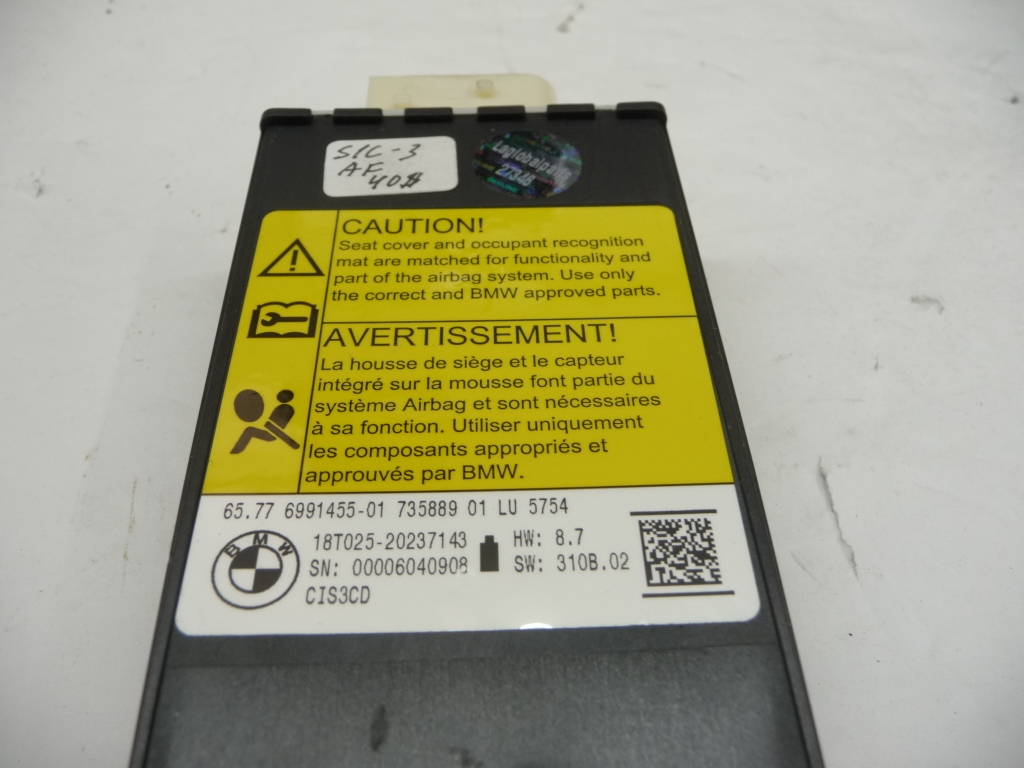 SIC-3
AF
40$
Laglobalpa
27346
CAUTION!
Seat cover and occupant recognition
mat are matched for functionality and
part of the airbag system. Use only
the correct and BMW approved parts.
AVERTISSEMENT!
La housse de siège et le capteur
intégré sur la mousse font partie du
système Airbag et sont nécessaires
à sa fonction. Utiliser uniquement
les composants appropriés et
approuvés par BMW.
65.77 6991455-01 735889 01 LU 5754
BMW
18T025-20237143 HW: 8.7
SN: 00006040908 SW: 310B.02
CIS3CD